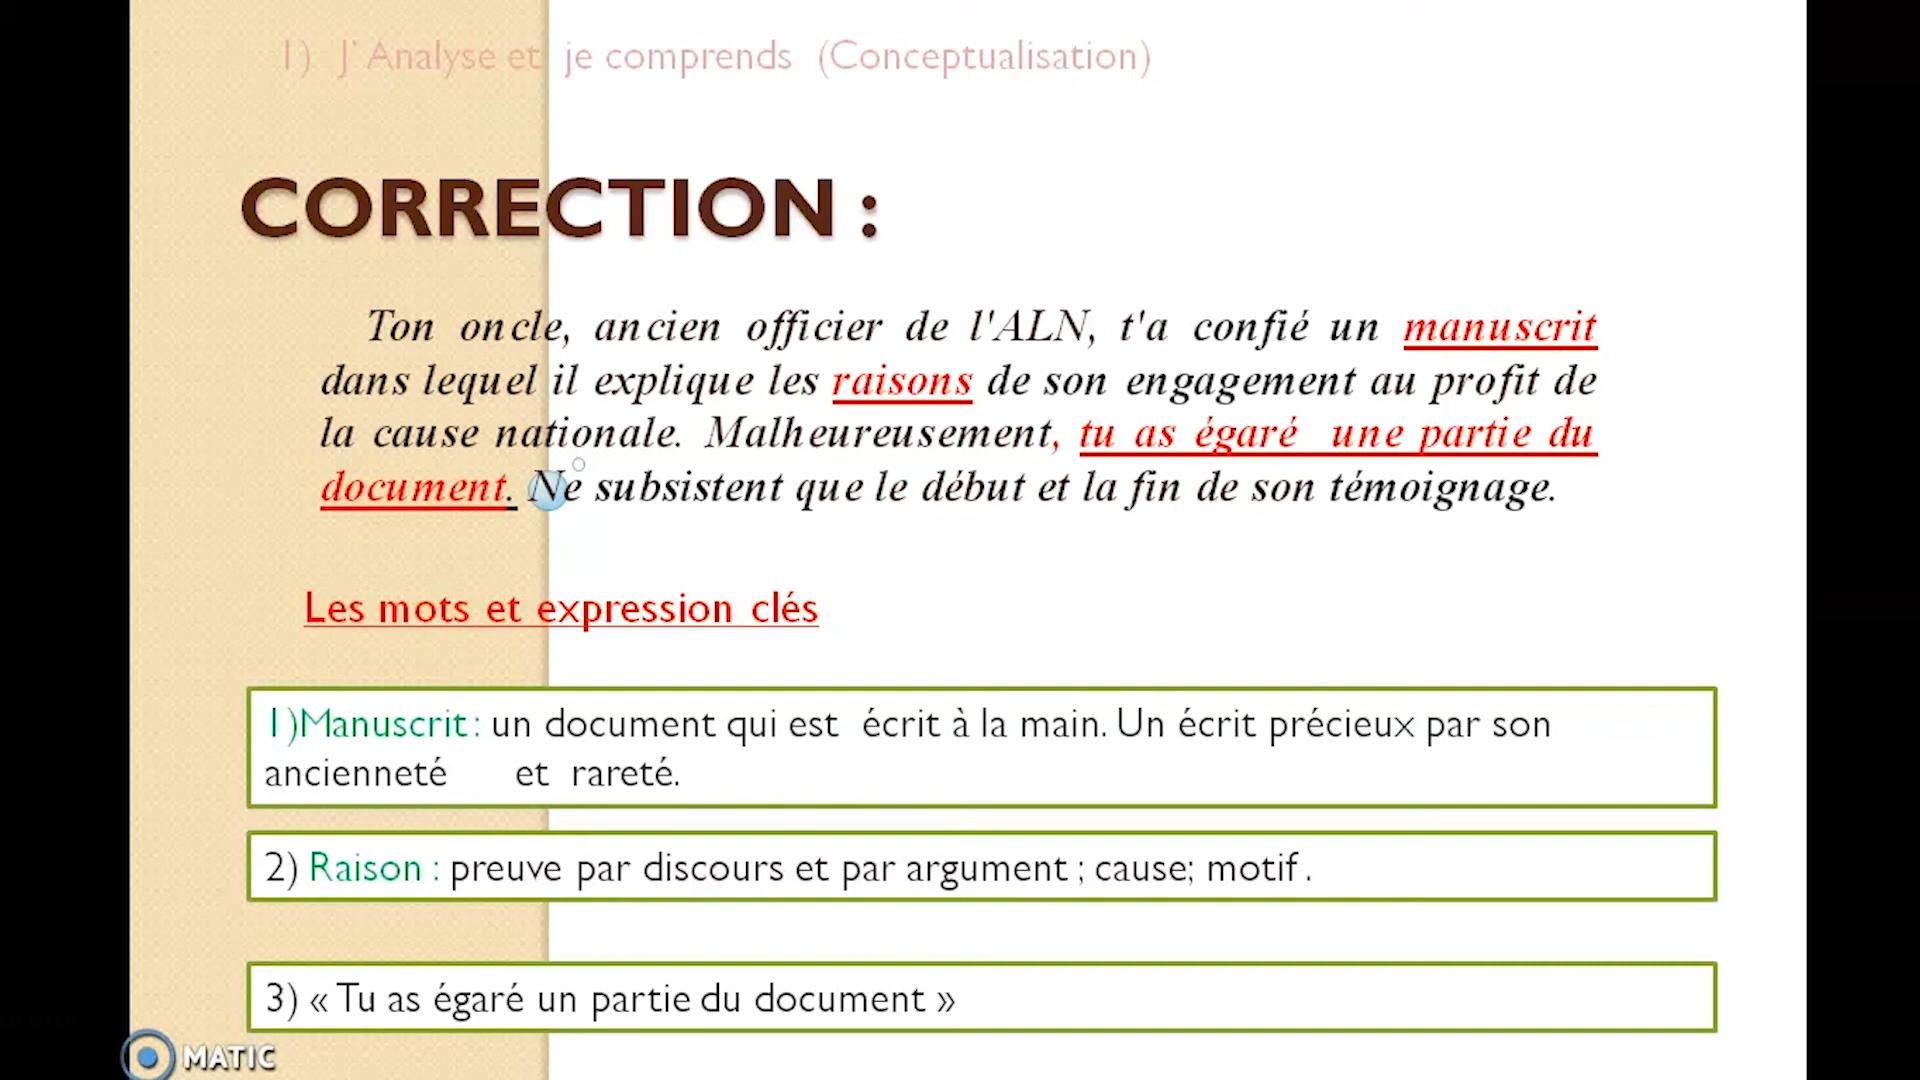 1) J' Analyse et je comprends (Conceptualisation)
CORRECTION :
Ton oncle, ancien officier de l'ALN, t'a confié un manuscrit
dans lequel il explique les raisons de son engagement au profit de
la cause nationale. Malheureusement, tu as égaré une partie du
document. Ne subsistent que le début et la fin de son témoignage.
Les mots et expression clés
1)Manuscrit : un document qui est écrit à la main. Un écrit précieux par son
ancienneté et rareté.
2) Raison : preuve par discours et par argument ; cause; motif .
3) « Tu as égaré un partie du document »
MATIC